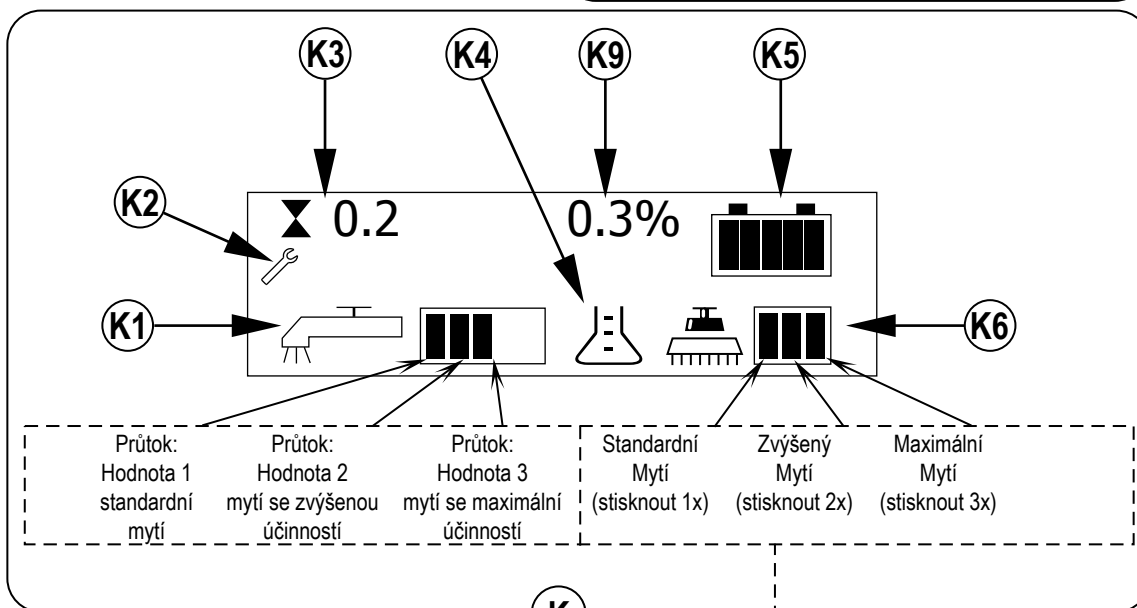 K3
K4
K9
K5
K2
0.2
0.3%
K1
K6
Průtok:
Hodnota 1
standardní
mytí
Průtok:
Hodnota 2
mytí se zvýšenou
účinností
Průtok:
Hodnota 3
mytí se maximální
účinností
Standardní
Mytí
(stisknout 1x)
Zvýšený
Mytí
(stisknout 2x)
Maximální
Mytí
(stisknout 3x)
K